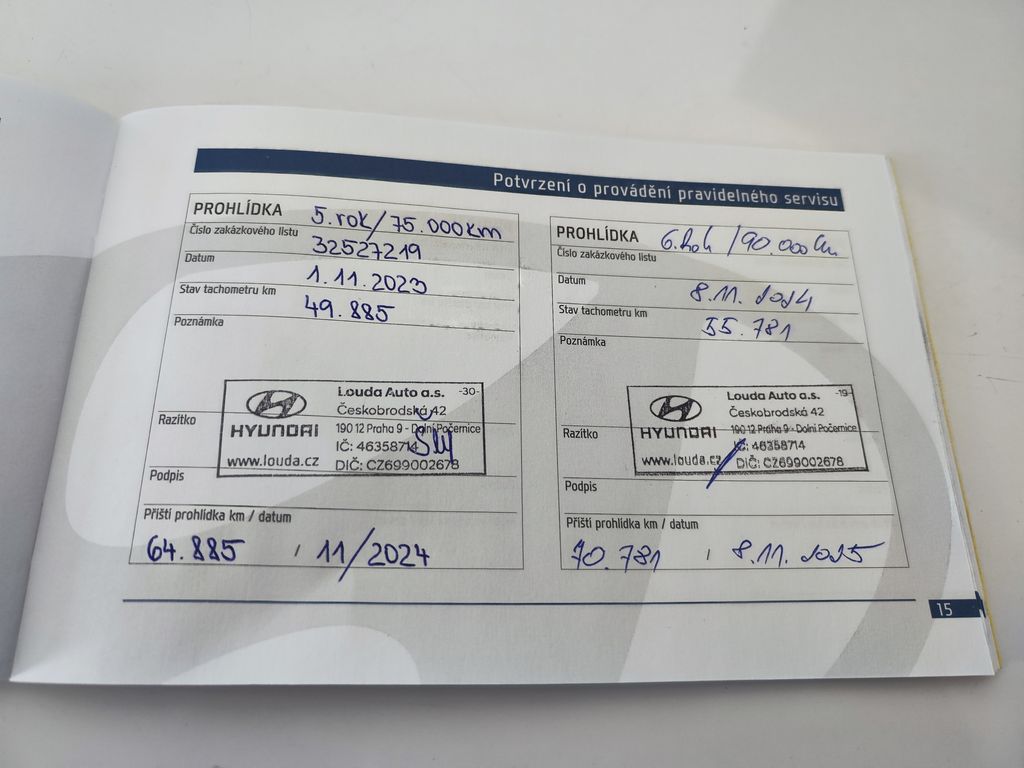 Potvrzení o provádění pravidelného servisu
PROHLÍDKA 5. rok/75.000km
Číslo zakázkového listu 32527219
Datum 1.11.2023
Stav tachometru km 49.885
Poznámka
Razítko
HYUNDAI
www.louda.cz
Louda Auto a.s. -30-
Českobrodská 42
190 12 Praha 9 - Dolní Počernice
IČ: 46358714
DIČ: CZ699002678
Podpis
Příští prohlídka km / datum
64.885 / 11/2024
PROHLÍDKA 6. rok /90.000 km
Číslo zakázkového listu
Datum 8.11. 2024
Stav tachometru km 55.781
Poznámka
Razítko
HYUNDAI
www.louda.cz
Louda Auto a.s. -19-
Českobrodská 42
190 12 Praha 9 - Dolní Počernice
IČ: 46358714
DIČ: CZ699002678
Podpis
Příští prohlídka km / datum
70.781 / 8.11. 2025
15